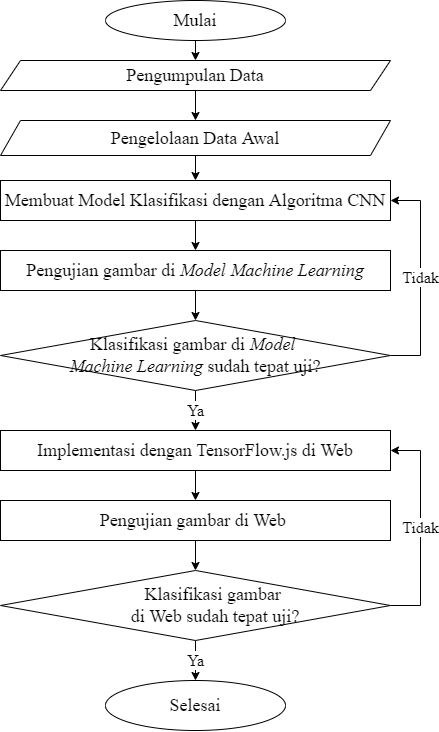 Mulai
Pengumpulan Data
Pengelolaan Data Awal
Membuat Model Klasifikasi dengan Algoritma CNN
Pengujian gambar di Model Machine Learning
Tidak
Klasifikasi gambar di Model
Machine Learning sudah tepat uji?
Ya
Implementasi dengan TensorFlow.js di Web
Pengujian gambar di Web
Tidak
Klasifikasi gambar
di Web sudah tepat uji?
Ya
Selesai